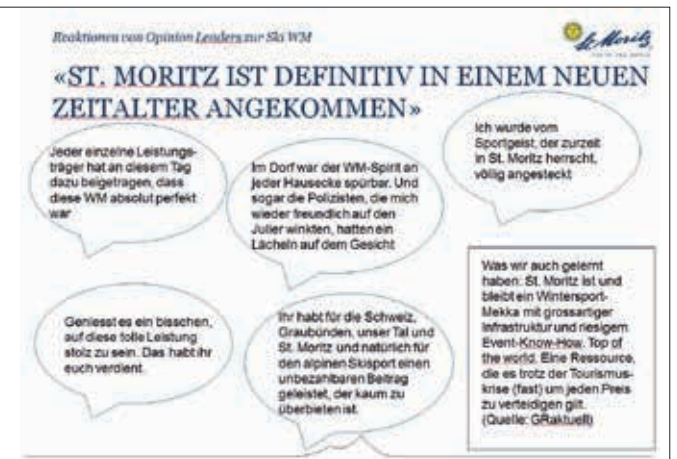 Reaktionen von Opinion Leaders zur Ski WM
St. Moritz
«ST. MORITZ IST DEFINITIV IN EINEM NEUEN
ZEITALTER ANGEKOMMEN»
Jeder einzelne Leistungs-
träger hat an diesem Tag
dazu beigetragen, dass
diese WM absolut perfekt
war
Im Dorf war der WM-Spirit an
jeder Hausecke spürbar. Und
sogar die Polizisten, die mich
wieder freundlich auf den
Julier winkten, hatten ein
Lächeln auf dem Gesicht
Ich wurde vom
Sportgeist, der zurzeit
in St. Moritz herrscht,
völlig angesteckt
Geniesst es ein bisschen,
auf diese tolle Leistung
stolz zu sein. Das habt ihr
euch verdient.
Ihr habt für die Schweiz,
Graubünden, unser Tal und
St. Moritz und natürlich für
den alpinen Skisport einen
unbezahlbaren Beitrag
geleistet, der kaum zu
überbieten ist.
Was wir auch gelernt
haben: St. Moritz ist und
bleibt ein Wintersport-
Mekka mit grossartiger
Infrastruktur und riesigem
Event-Know-How. Top of
the world. Eine Ressource,
die es trotz der Tourismus-
krise (fast) um jeden Preis
zu verteidigen gilt.
(Quelle: GRaktuell)